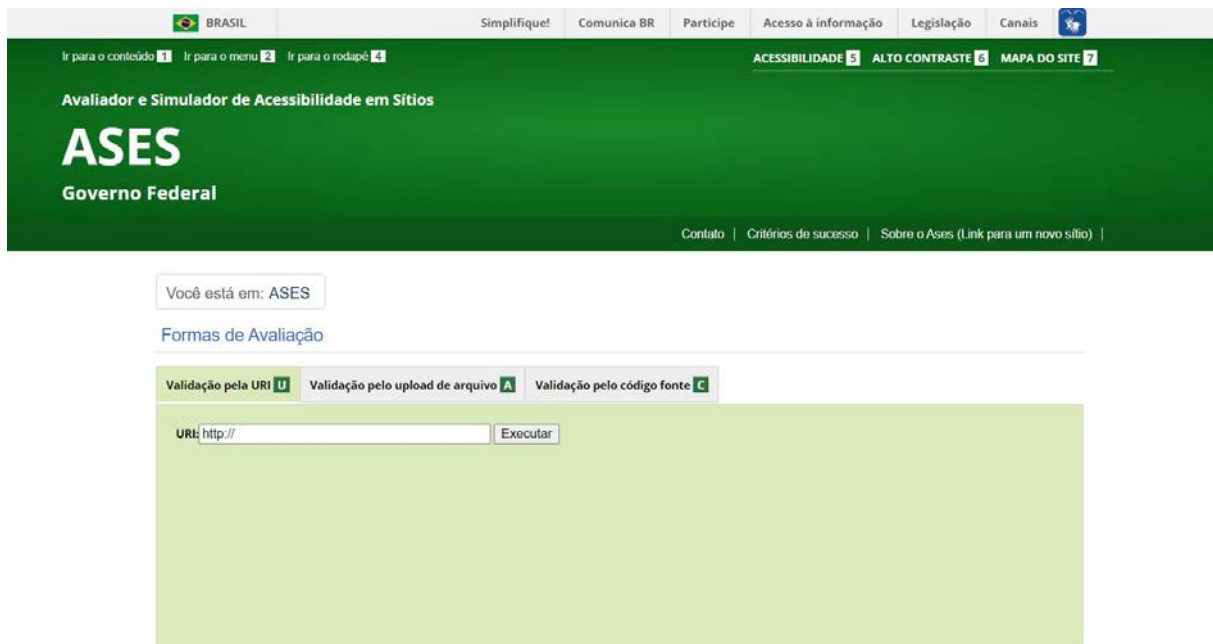 BRASIL Simplifique! Comunica BR Participe Acesso à informação Legislação Canais
Ir para o conteúdo 1 Ir para o menu 2 Ir para o rodapé 4 ACESSIBILIDADE 5 ALTO CONTRASTE 6 MAPA DO SITE 7
Avaliador e Simulador de Acessibilidade em Sítios
ASES
Governo Federal
Contato | Critérios de sucesso | Sobre o Ases (Link para um novo sítio) |
Você está em: ASES
Formas de Avaliação
Validação pela URI U Validação pelo upload de arquivo A Validação pelo código fonte C
URI: http:// Executar